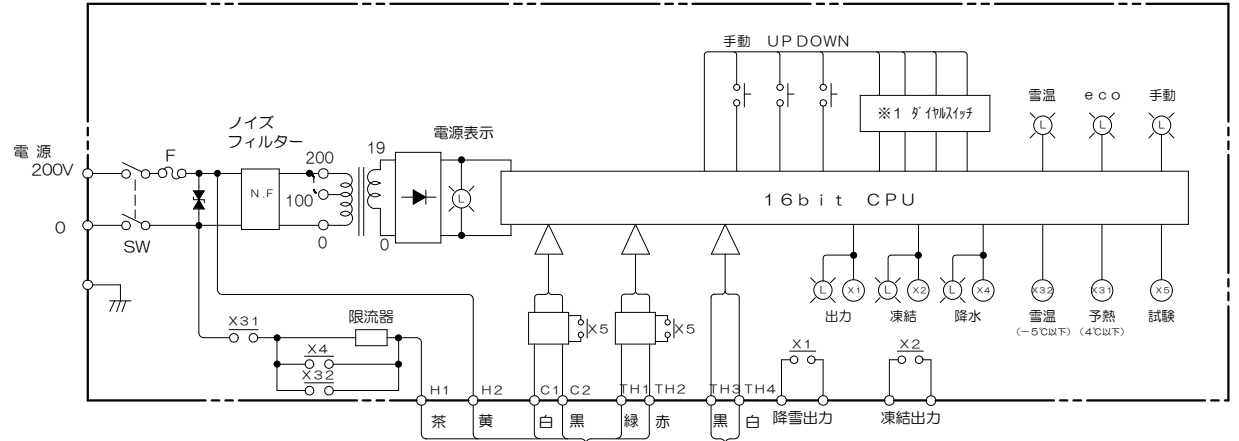 手動 UP DOWN
※1 ダイヤルスイッチ
雪温 eco 手動
L L L
ノイズ
フィルター
電源表示
電源
200V
F
N.F
200
100
0
19
0
L
16bit CPU
0
SW
L X1 L X2 L X4 X32 X31 X5
出力 凍結 降水 雪温 予熱 試験
(−5℃以下) (4℃以下)
X31
限流器
X4
X32
X5
X5
X1
X2
H1 H2 C1 C2 TH1 TH2 TH3 TH4
降雪出力 凍結出力
茶 黄 白 黒 緑 赤 黒 白